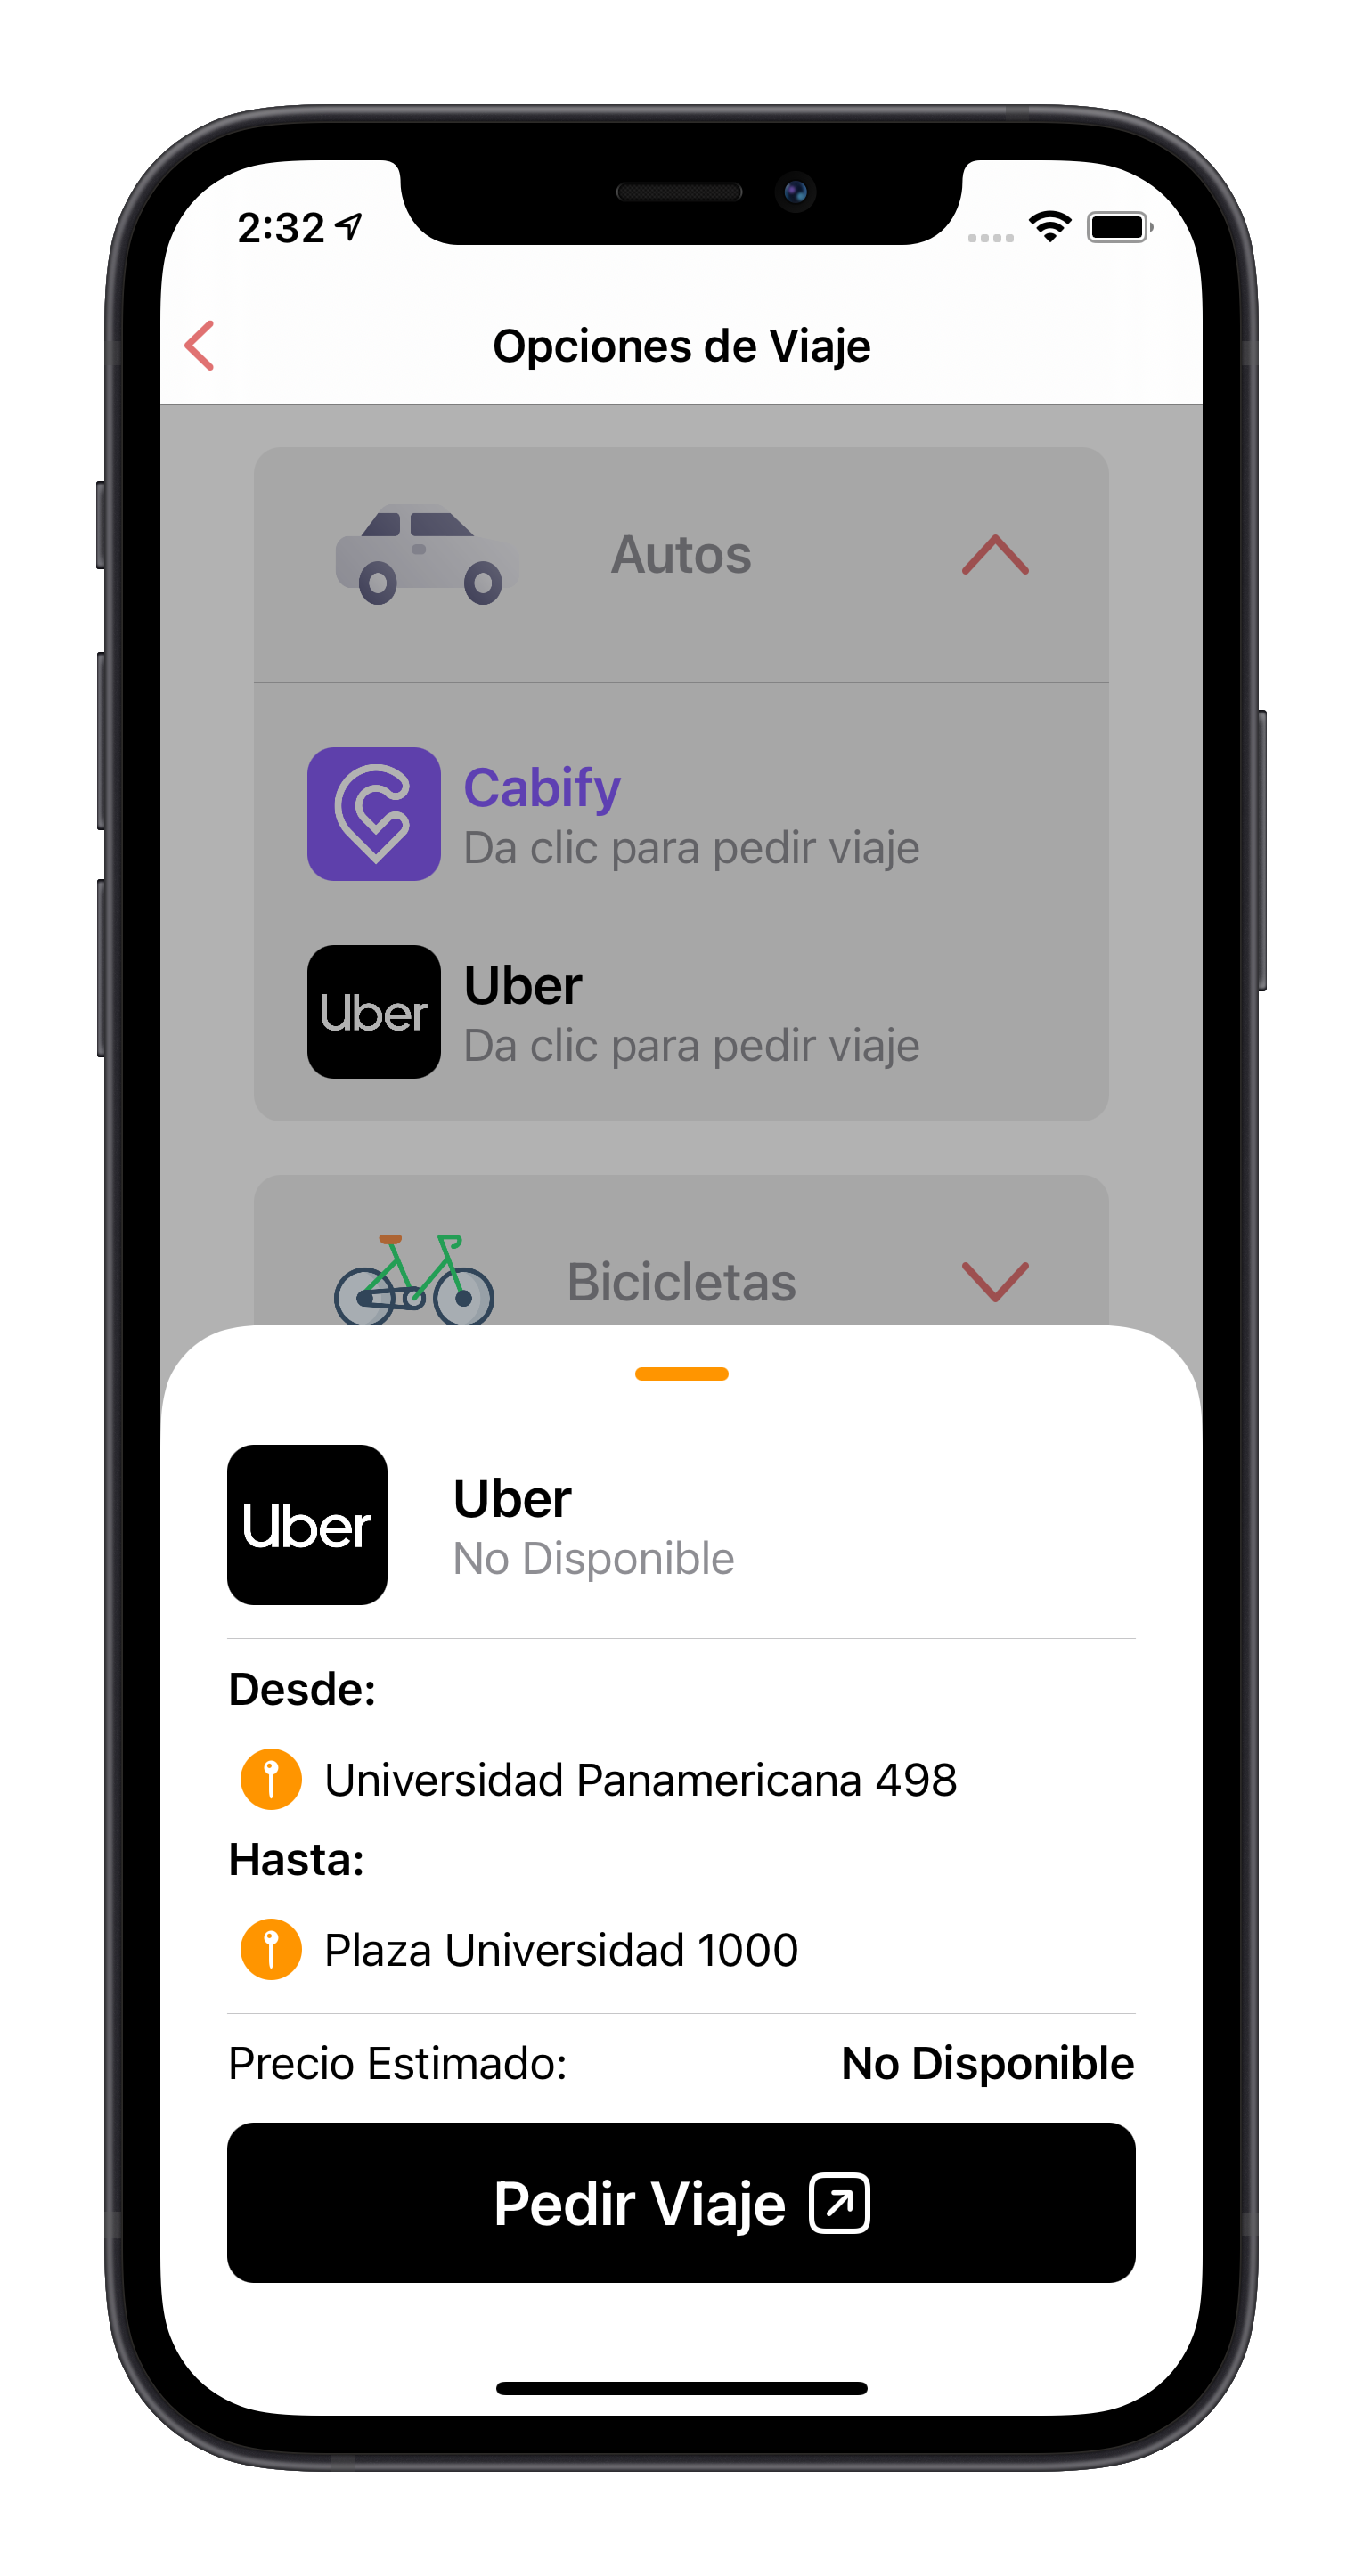 2:32
Opciones de Viaje
Autos
Cabify
Da clic para pedir viaje
Uber
Uber
Da clic para pedir viaje
Bicicletas
Uber
Uber
No Disponible
Desde:
Universidad Panamericana 498
Hasta:
Plaza Universidad 1000
Precio Estimado: No Disponible
Pedir Viaje